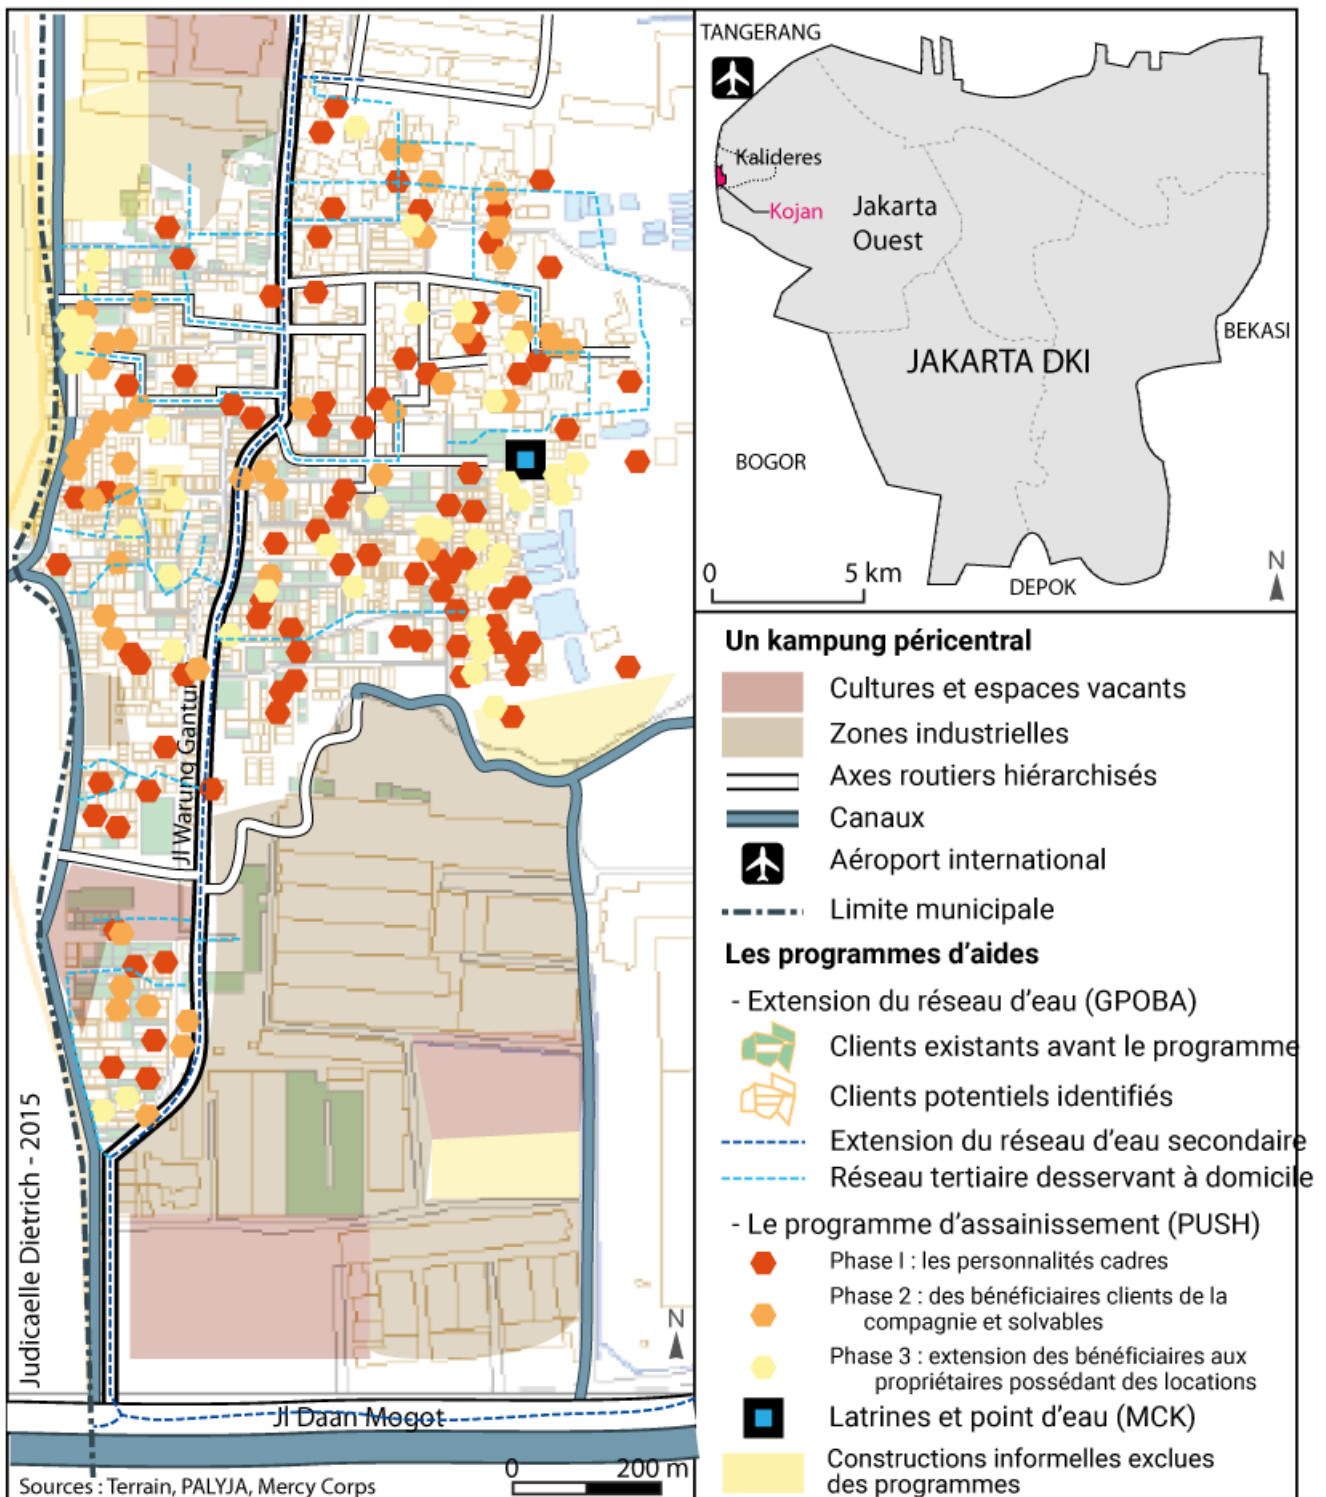 TANGERANG
Kalideres
Kojan
Jakarta
Ouest
JAKARTA DKI
BEKASI
BOGOR
DEPOK
0 5 km
N
Un kampung péricentral
Cultures et espaces vacants
Zones industrielles
Axes routiers hiérarchisés
Canaux
Aéroport international
Limite municipale
Les programmes d'aides
- Extension du réseau d'eau (GPOBA)
Clients existants avant le programme
Clients potentiels identifiés
Extension du réseau d'eau secondaire
Réseau tertiaire desservant à domicile
- Le programme d'assainissement (PUSH)
Phase I : les personnalités cadres
Phase 2 : des bénéficiaires clients de la
compagnie et solvables
Phase 3 : extension des bénéficiaires aux
propriétaires possédant des locations
Latrines et point d'eau (MCK)
Constructions informelles exclues
des programmes
Jl Warung Gantung
Judicaelle Dietrich - 2015
N
Jl Daan Mogot
0 200 m
Sources : Terrain, PALYJA, Mercy Corps